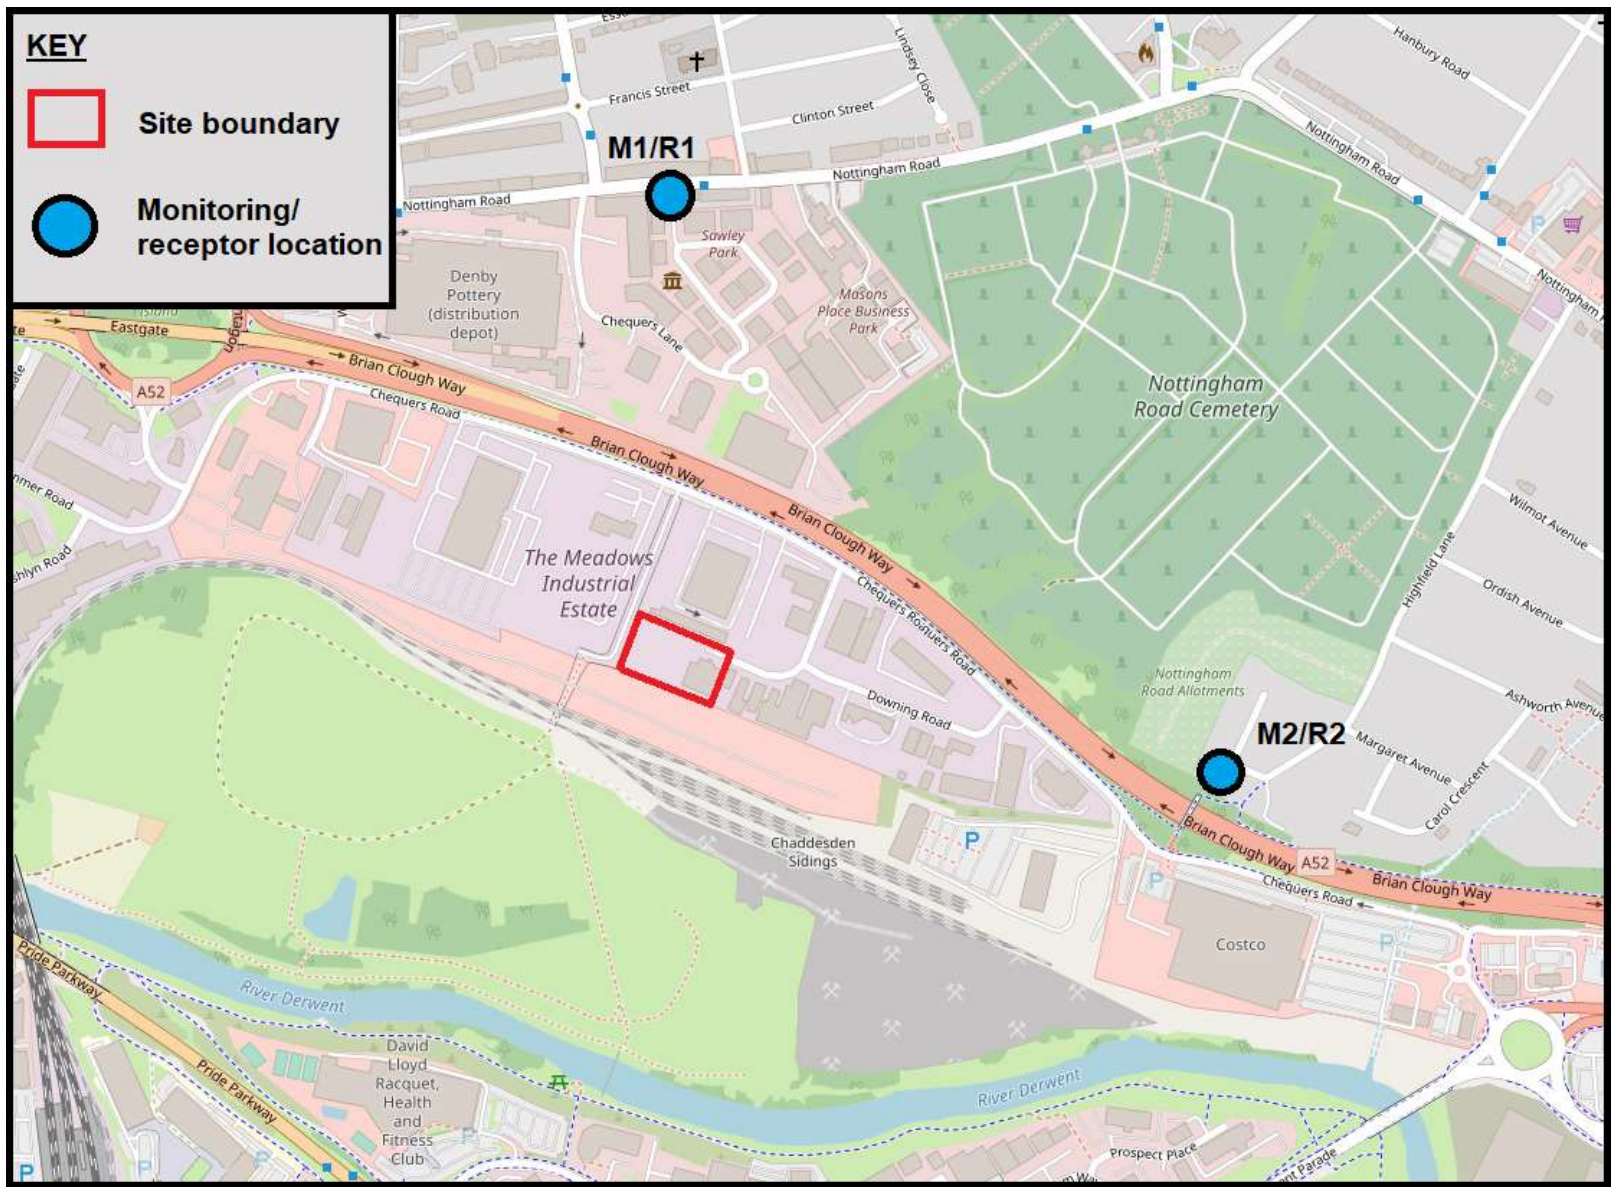 KEY
Site boundary
Monitoring/
receptor location
Francis Street
Lindsey Close
Clinton Street
Hanbury Road
M1/R1
Nottingham Road
Nottingham Road
Nottingham Road
Nottingham
Sawley
Park
Denby
Pottery
(distribution
depot)
Masons
Place Business
Park
Chequers Lane
Eastgate
A52
Brian Clough Way
Chequers Road
Nottingham
Road Cemetery
Brian Clough Way
Brian Clough Way
Wilmot Avenue
Highfield Lane
The Meadows
Industrial
Estate
Chequers Road
Ordish Avenue
Nottingham
Road Allotments
Ashworth Avenue
Downing Road
M2/R2
Margaret Avenue
Carol Crescent
P
Brian Clough Way
A52
Brian Clough Way
Chaddesden
Sidings
P
Chequers Road
Costco
P
P
Pride Parkway
River Derwent
David
Lloyd
Racquet,
Health
and
Fitness
Club
Pride Parkway
River Derwent
Prospect Place
P
P
P
P